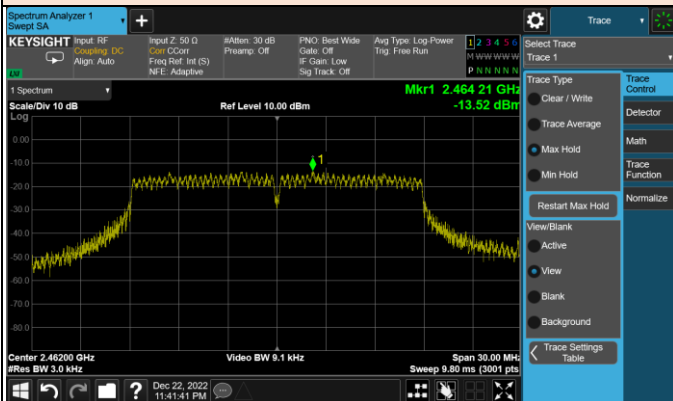 Spectrum Analyzer 1
Swept SA
Trace
KEYSIGHT
Input: RF
Coupling: DC
Align: Auto
Input Z: 50 Ω
Corr CCorr
Freq Ref: Int (S)
NFE: Adaptive
#Atten: 30 dB
Preamp: Off
PNO: Best Wide
Gate: Off
IF Gain: Low
Sig Track: Off
Avg Type: Log-Power
Trig: Free Run
1 2 3 4 5 6
M W W W W W
P N N N N N
Select Trace
Trace 1
1 Spectrum
Mkr1 2.464 21 GHz
Scale/Div 10 dB
Ref Level 10.00 dBm
-13.52 dBm
Log
0.00
-10.0
-20.0
-30.0
-40.0
-50.0
-60.0
-70.0
-80.0
1
Center 2.46200 GHz
Video BW 9.1 kHz
Span 30.00 MHz
#Res BW 3.0 kHz
Sweep 9.80 ms (3001 pts
Trace Type
Clear / Write
Trace Average
Max Hold
Min Hold
Restart Max Hold
View/Blank
Active
View
Blank
Background
Trace Settings
Table
Trace
Control
Detector
Math
Trace
Function
Normalize
?
Dec 22, 2022
11:41:41 PM